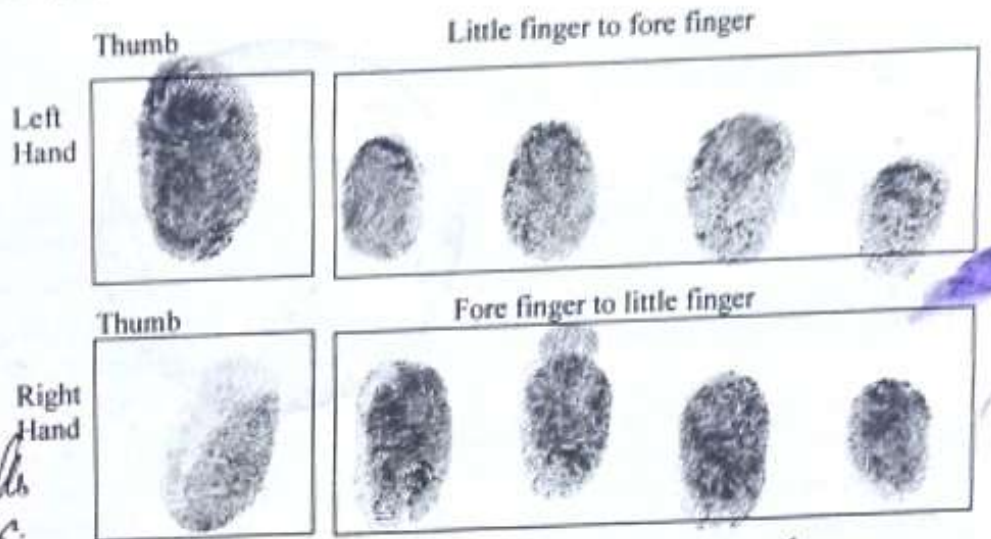 Thumb
Little finger to fore finger
Left
Hand
Thumb
Fore finger to little finger
Right
Hand